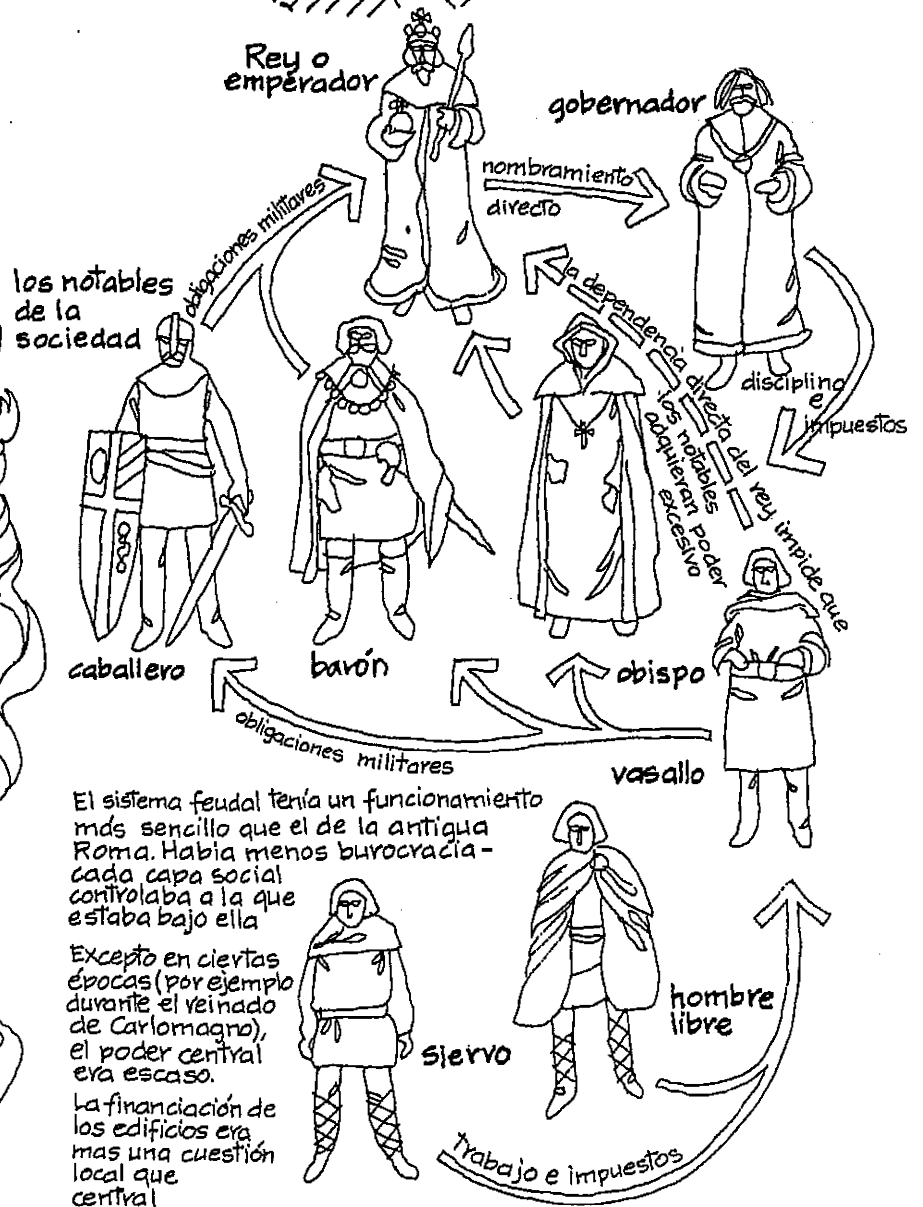 Rey o
emperador
gobernador
nombramiento
directo
obligaciones militares
los notables
de la
sociedad
la dependencia directa del rey impide que
los notables
adquieran poder
excesivo
disciplina
e
impuestos
caballero
barón
obispo
vasallo
obligaciones militares
El sistema feudal tenía un funcionamiento
más sencillo que el de la antigua
Roma. Habia menos burocracia-
cada capa social
controlaba a la que
estaba bajo ella
Excepto en ciertas
épocas (por ejemplo
durante el reinado
de Carlomagno),
el poder central
era escaso.
La financiación de
los edificios era
mas una cuestión
local que
central
siervo
hombre
libre
trabajo e impuestos